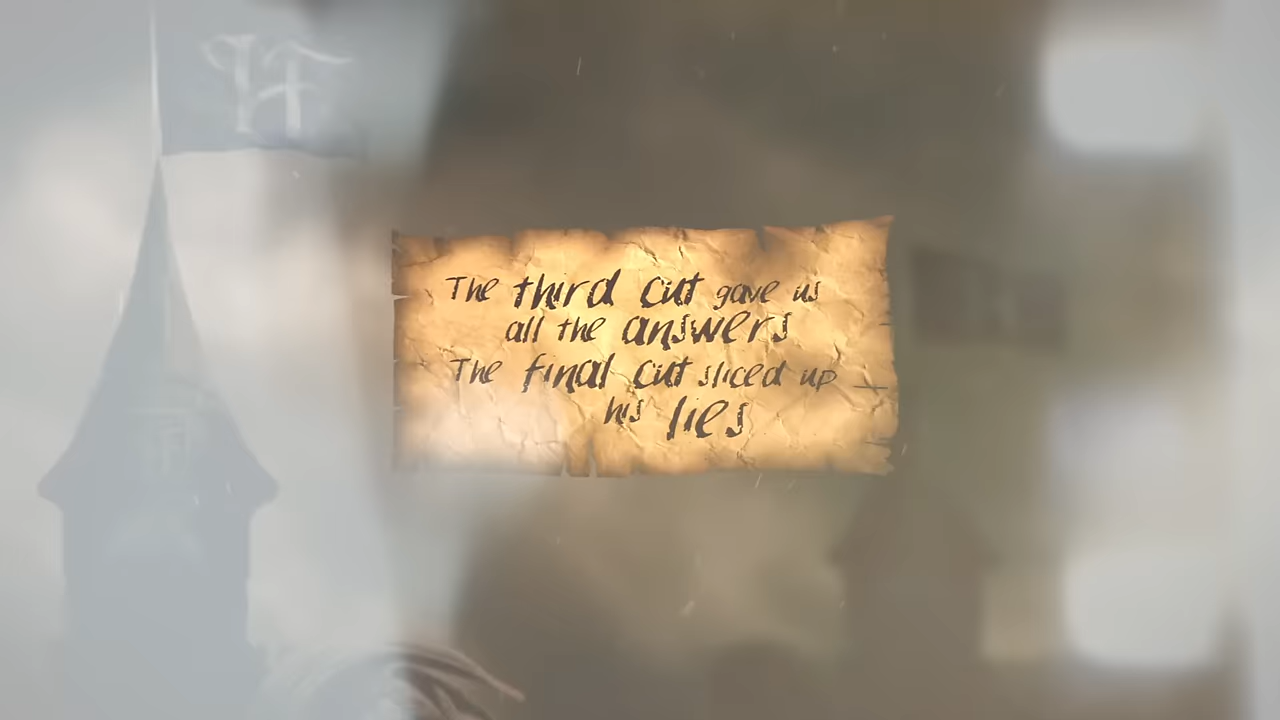 The third cut gave us
all the answers
The final cut sliced up
his lies